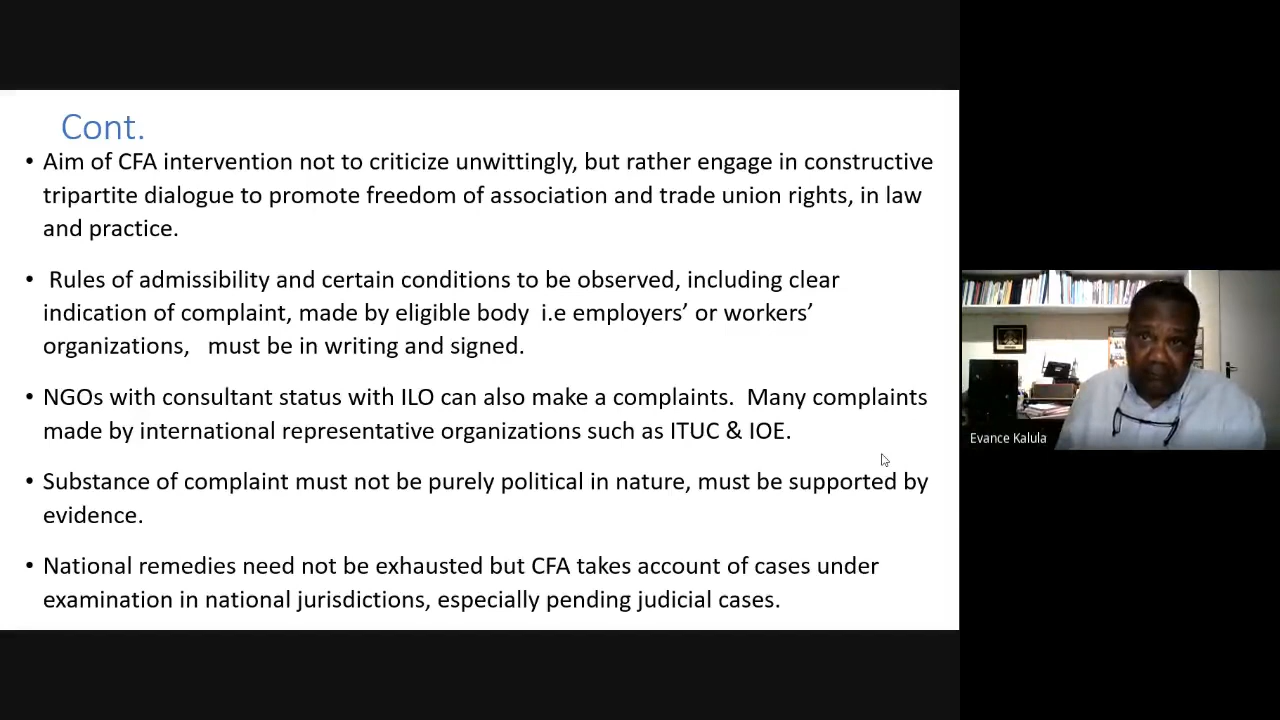 Cont.
• Aim of CFA intervention not to criticize unwittingly, but rather engage in constructive
tripartite dialogue to promote freedom of association and trade union rights, in law
and practice.
• Rules of admissibility and certain conditions to be observed, including clear
indication of complaint, made by eligible body i.e employers’ or workers’
organizations, must be in writing and signed.
• NGOs with consultant status with ILO can also make a complaints. Many complaints
made by international representative organizations such as ITUC & IOE.
• Substance of complaint must not be purely political in nature, must be supported by
evidence.
• National remedies need not be exhausted but CFA takes account of cases under
examination in national jurisdictions, especially pending judicial cases.
Evance Kalula